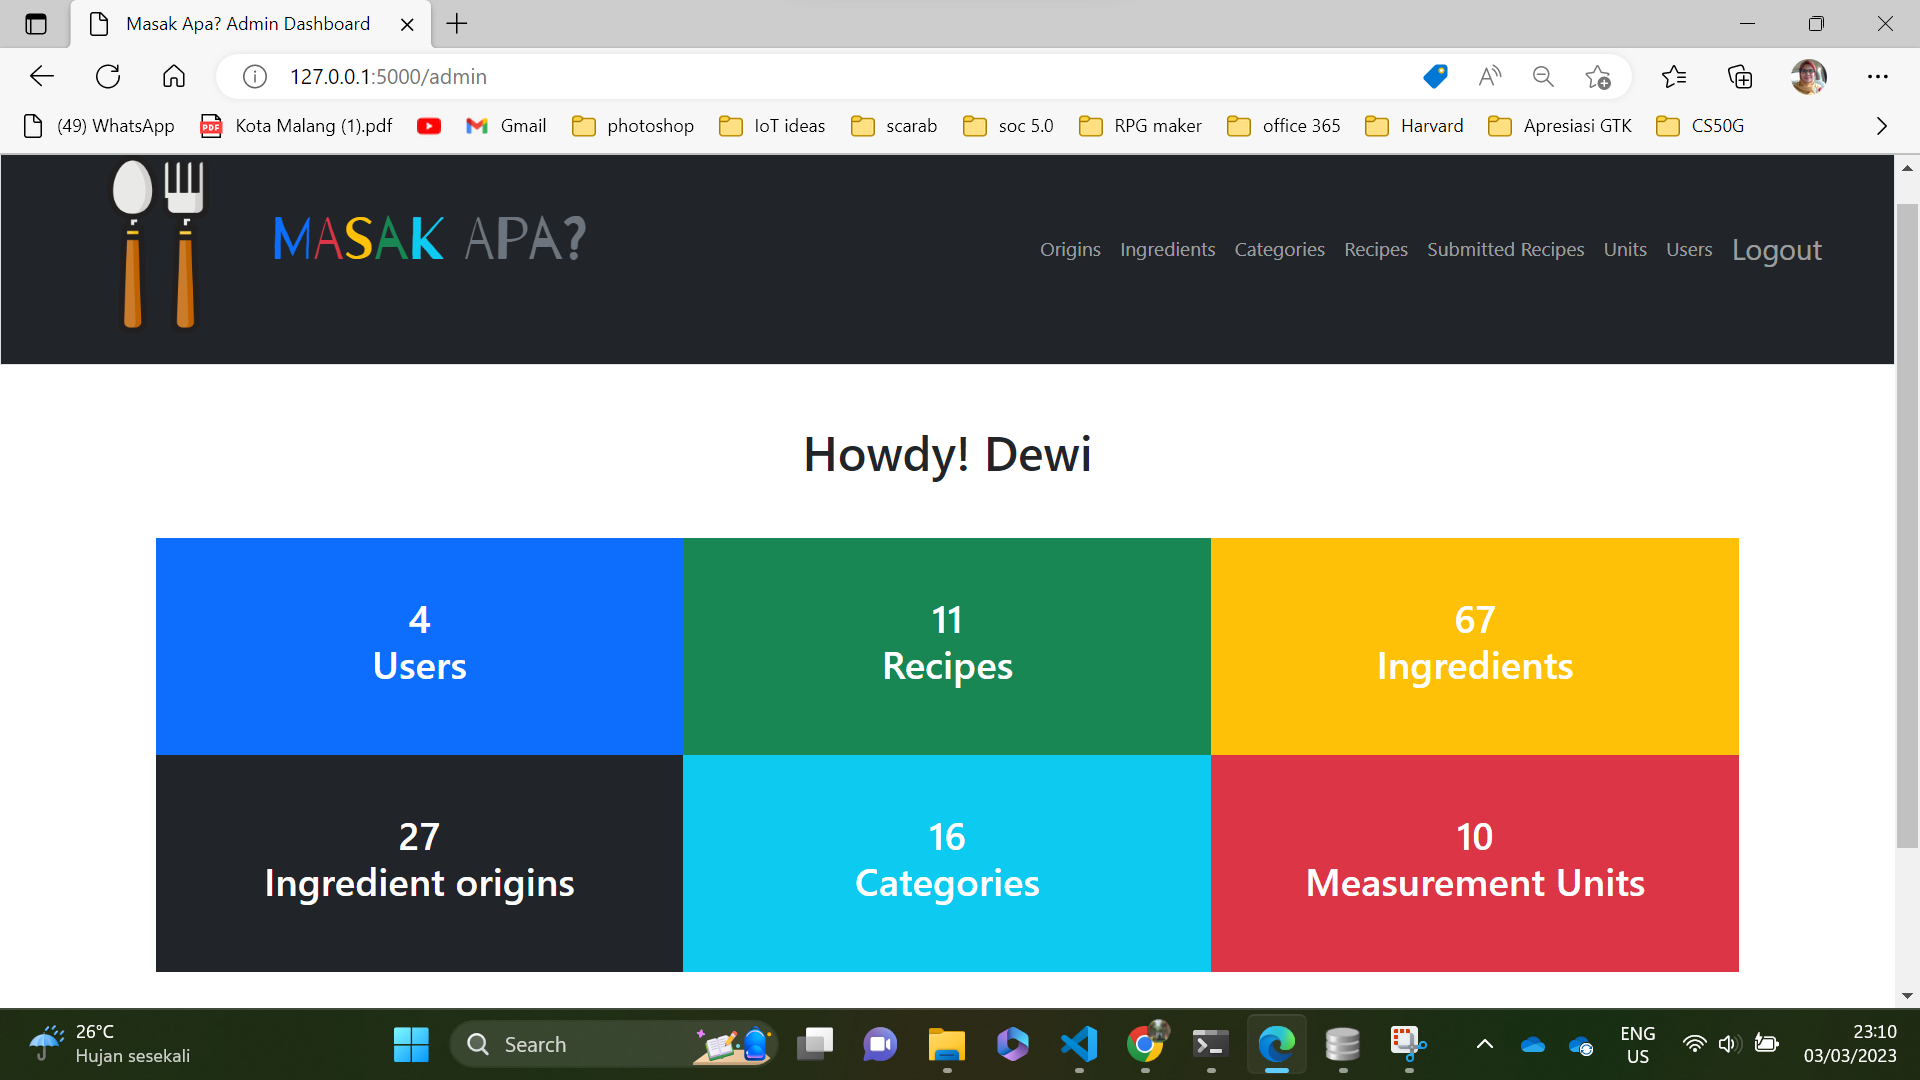 Masak Apa? Admin Dashboard
127.0.0.1:5000/admin
(49) WhatsApp
PDF
Kota Malang (1).pdf
Gmail
photoshop
IoT ideas
scarab
soc 5.0
RPG maker
office 365
Harvard
Apresiasi GTK
CS50G
MASAK APA?
Origins Ingredients Categories Recipes Submitted Recipes Units Users Logout
Howdy! Dewi
4
Users
11
Recipes
67
Ingredients
27
Ingredient origins
16
Categories
10
Measurement Units
26°C
Hujan sesekali
Search
ENG
US
23:10
03/03/2023